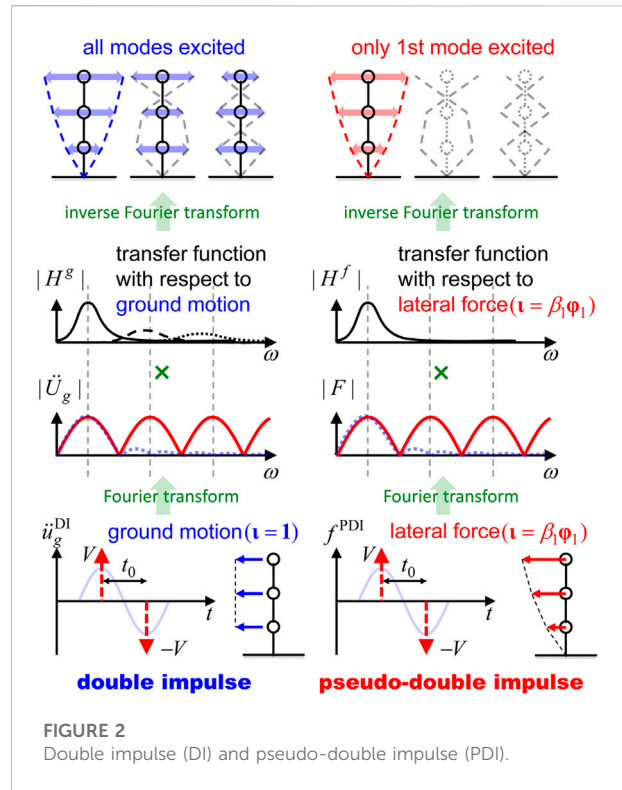 all modes excited
only 1st mode excited
inverse Fourier transform
inverse Fourier transform
|H^g|
transfer function
with respect to
ground motion
ω
|H^f|
transfer function
with respect to
lateral force(ι = β₁φ₁)
ω
×
×
|Ü_g|
ω
|F|
ω
Fourier transform
Fourier transform
ü_g^DI
ground motion(ι = 1)
V
t₀
t
−V
f^PDI
lateral force(ι = β₁φ₁)
V
t₀
t
−V
double impulse
pseudo-double impulse
FIGURE 2
Double impulse (DI) and pseudo-double impulse (PDI).